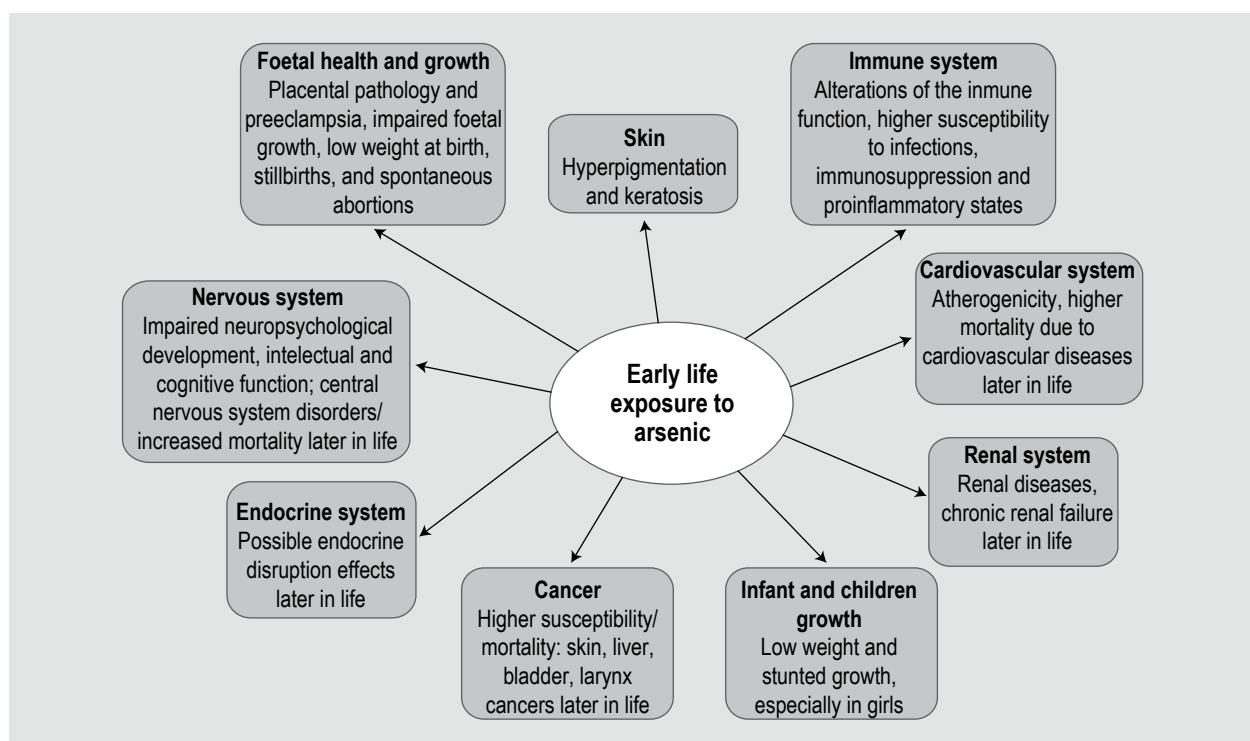 Foetal health and growth
Placental pathology and
preeclampsia, impaired foetal
growth, low weight at birth,
stillbirths, and spontaneous
abortions
Skin
Hyperpigmentation
and keratosis
Immune system
Alterations of the inmune
function, higher susceptibility
to infections,
immunosuppression and
proinflammatory states
Nervous system
Impaired neuropsychological
development, intelectual and
cognitive function; central
nervous system disorders/
increased mortality later in life
Early life
exposure to
arsenic
Cardiovascular system
Atherogenicity, higher
mortality due to
cardiovascular diseases
later in life
Endocrine system
Possible endocrine
disruption effects
later in life
Renal system
Renal diseases,
chronic renal failure
later in life
Cancer
Higher susceptibility/
mortality: skin, liver,
bladder, larynx
cancers later in life
Infant and children
growth
Low weight and
stunted growth,
especially in girls